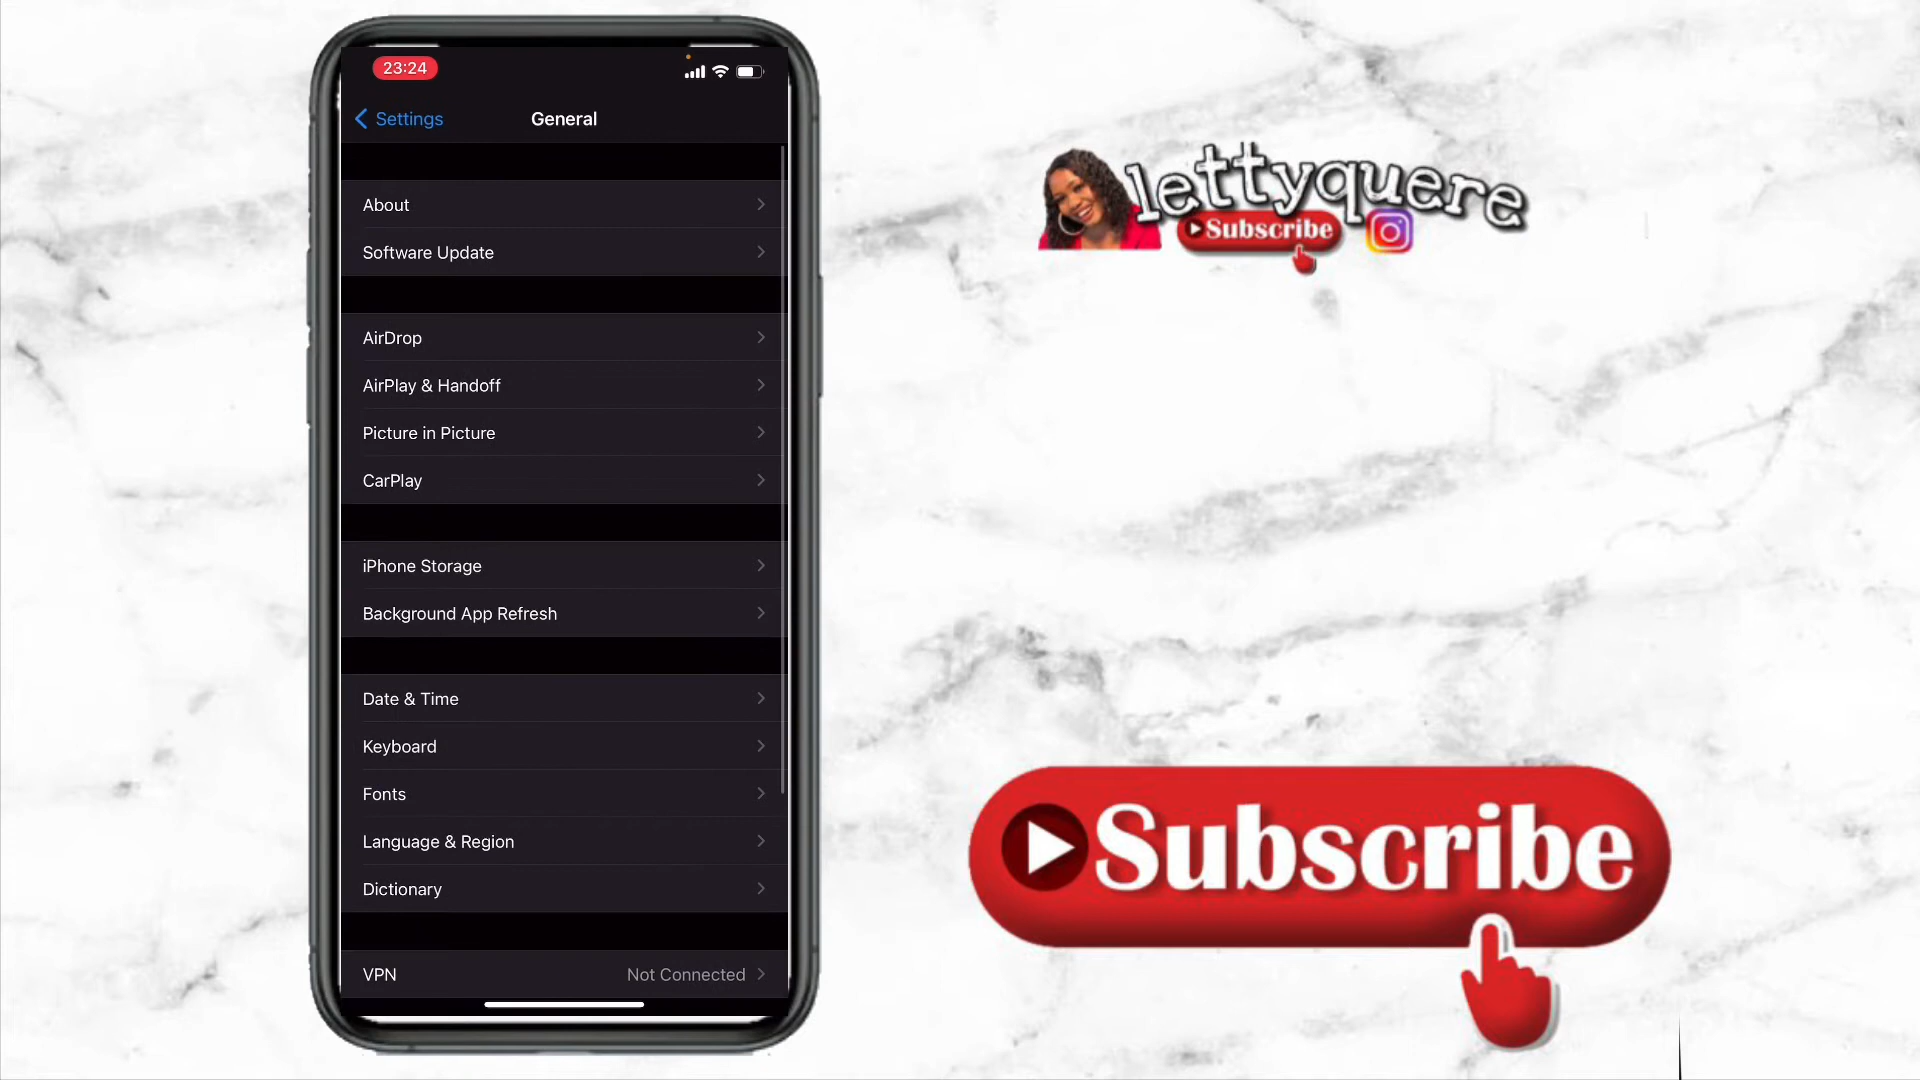 23:24
Settings
General
About
Software Update
AirDrop
AirPlay & Handoff
Picture in Picture
CarPlay
iPhone Storage
Background App Refresh
Date & Time
Keyboard
Fonts
Language & Region
Dictionary
VPN
Not Connected
lettyquere
Subscribe
Subscribe